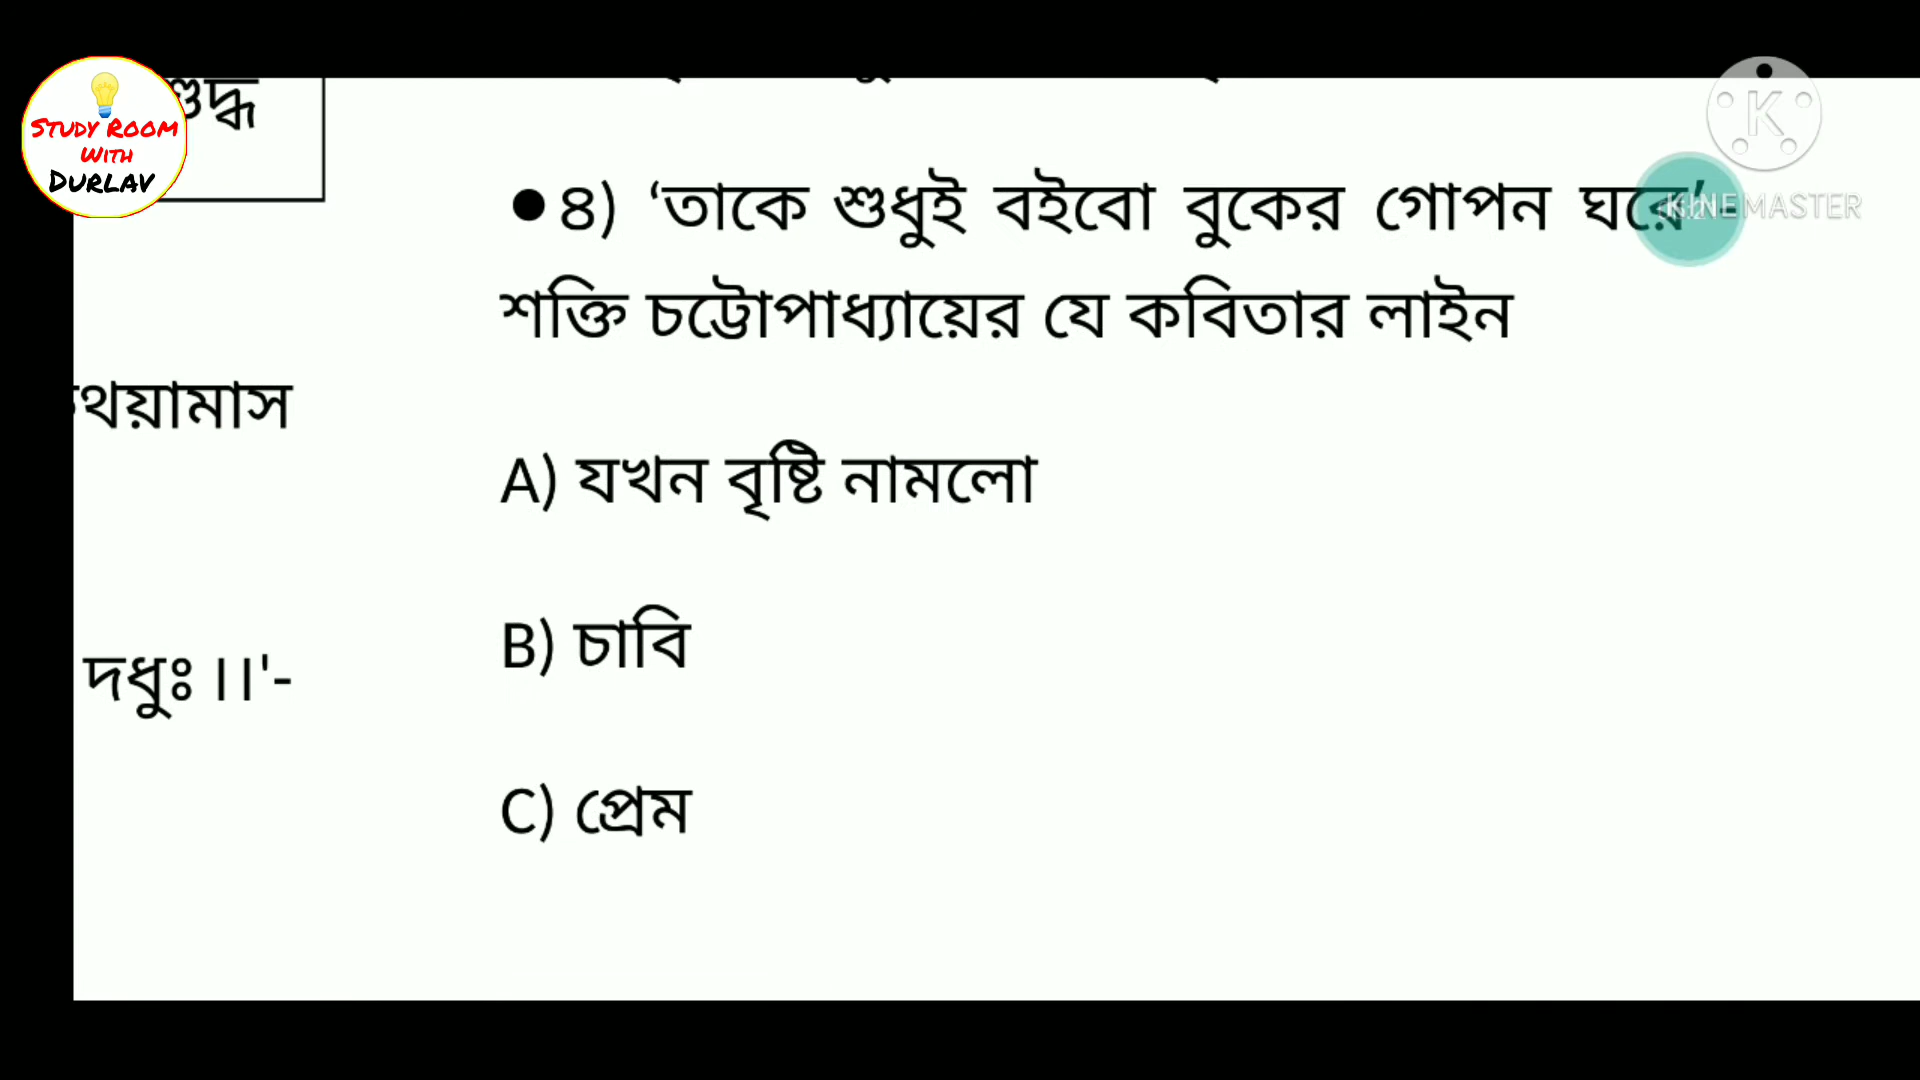 STUDY ROOM
WITH
DURLAV
●৪) ‘তাকে শুধুই বইবো বুকের গোপন ঘরে’-
শক্তি চট্টোপাধ্যায়ের যে কবিতার লাইন
A) যখন বৃষ্টি নামলো
B) চাবি
C) প্রেম
থয়ামাস
দধুঃ ।।'-
K
KINEMASTER